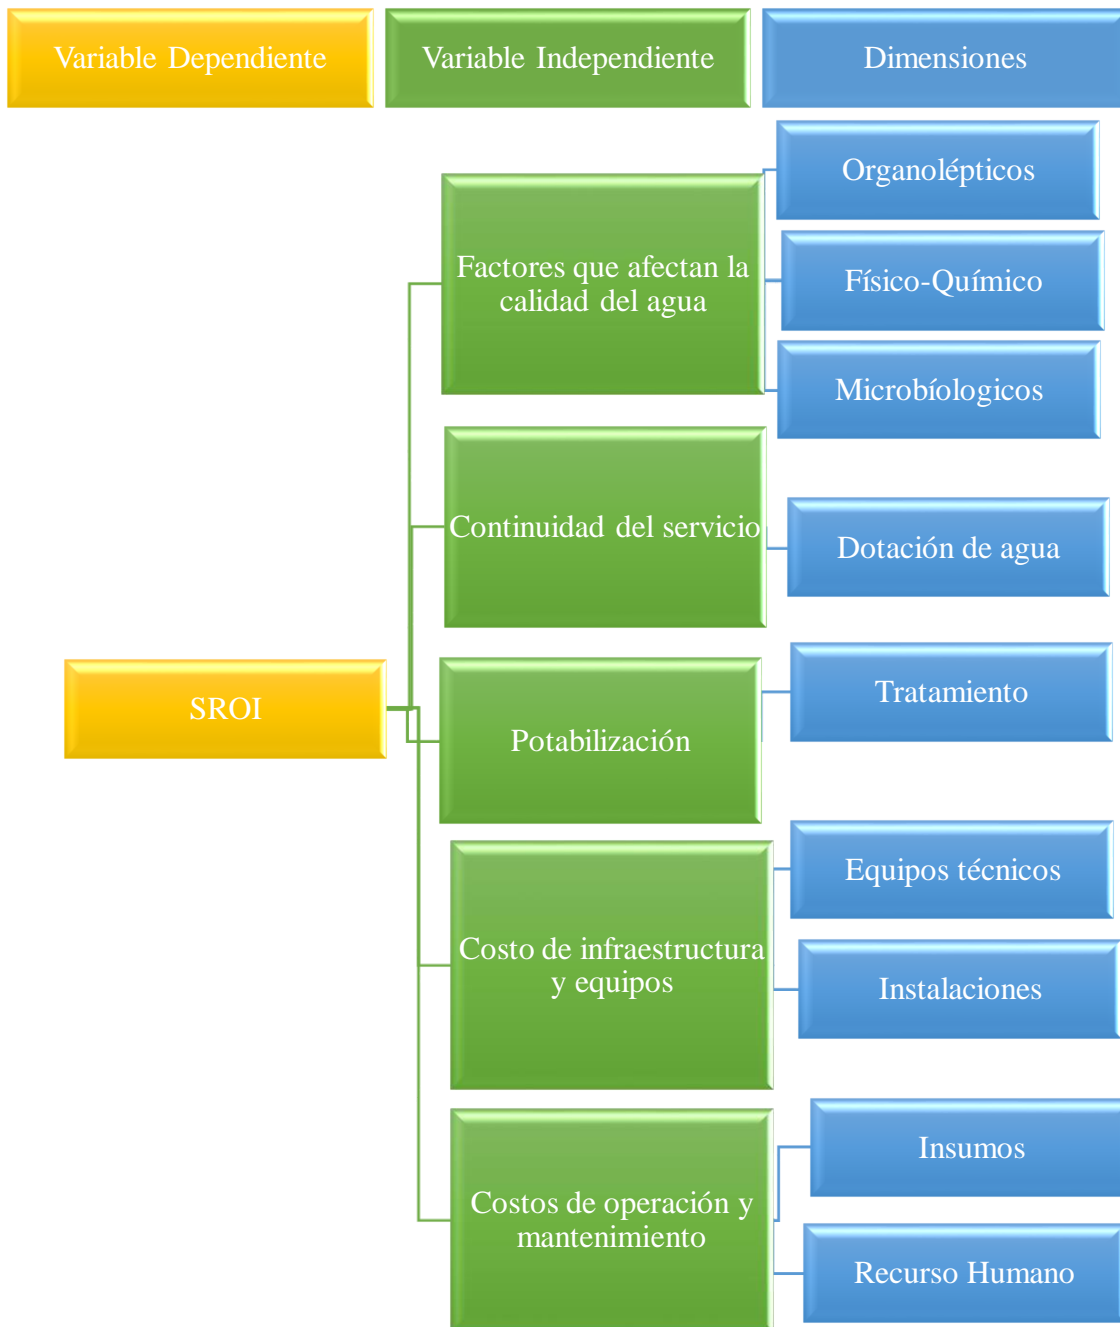 Variable Dependiente
Variable Independiente
Dimensiones
SROI
Factores que afectan la
calidad del agua
Organolépticos
Físico-Químico
Microbíologicos
Continuidad del servicio
Dotación de agua
Potabilización
Tratamiento
Costo de infraestructura
y equipos
Equipos técnicos
Instalaciones
Costos de operación y
mantenimiento
Insumos
Recurso Humano